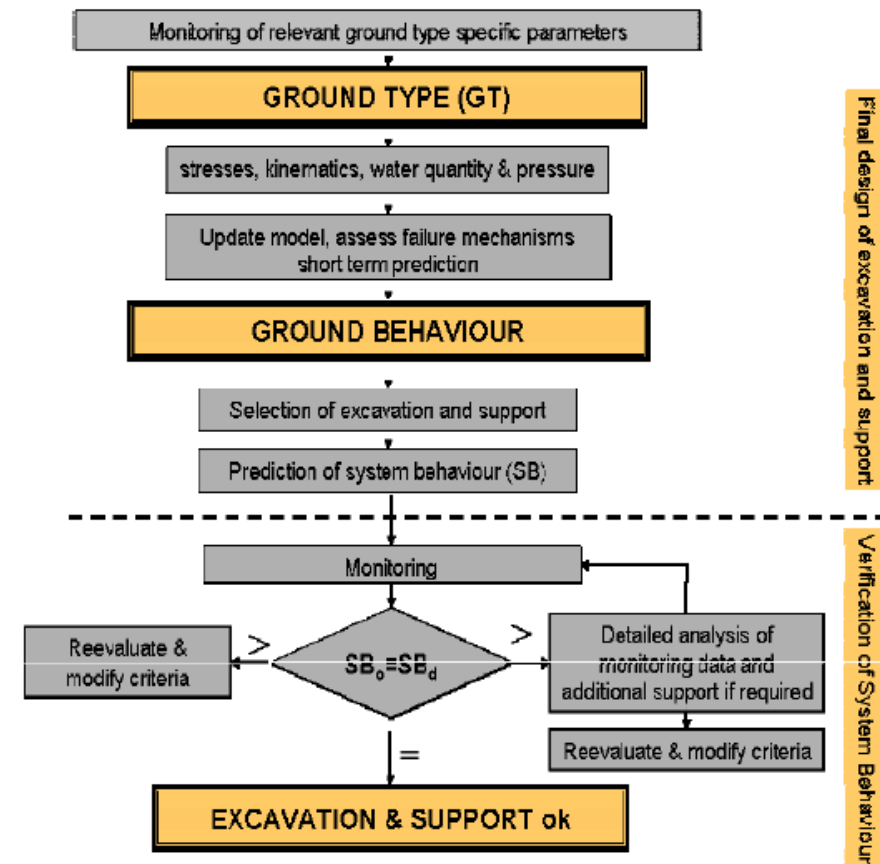 Monitoring of relevant ground type specific parameters
GROUND TYPE (GT)
stresses, kinematics, water quantity & pressure
Update model, assess failure mechanisms
short term prediction
GROUND BEHAVIOUR
Selection of excavation and support
Prediction of system behaviour (SB)
Final design of excavation and support
Monitoring
Reevaluate &
modify criteria
>
SBo=SBd
>
Detailed analysis of
monitoring data and
additional support if required
Reevaluate & modify criteria
=
EXCAVATION & SUPPORT ok
Verification of System Behaviour